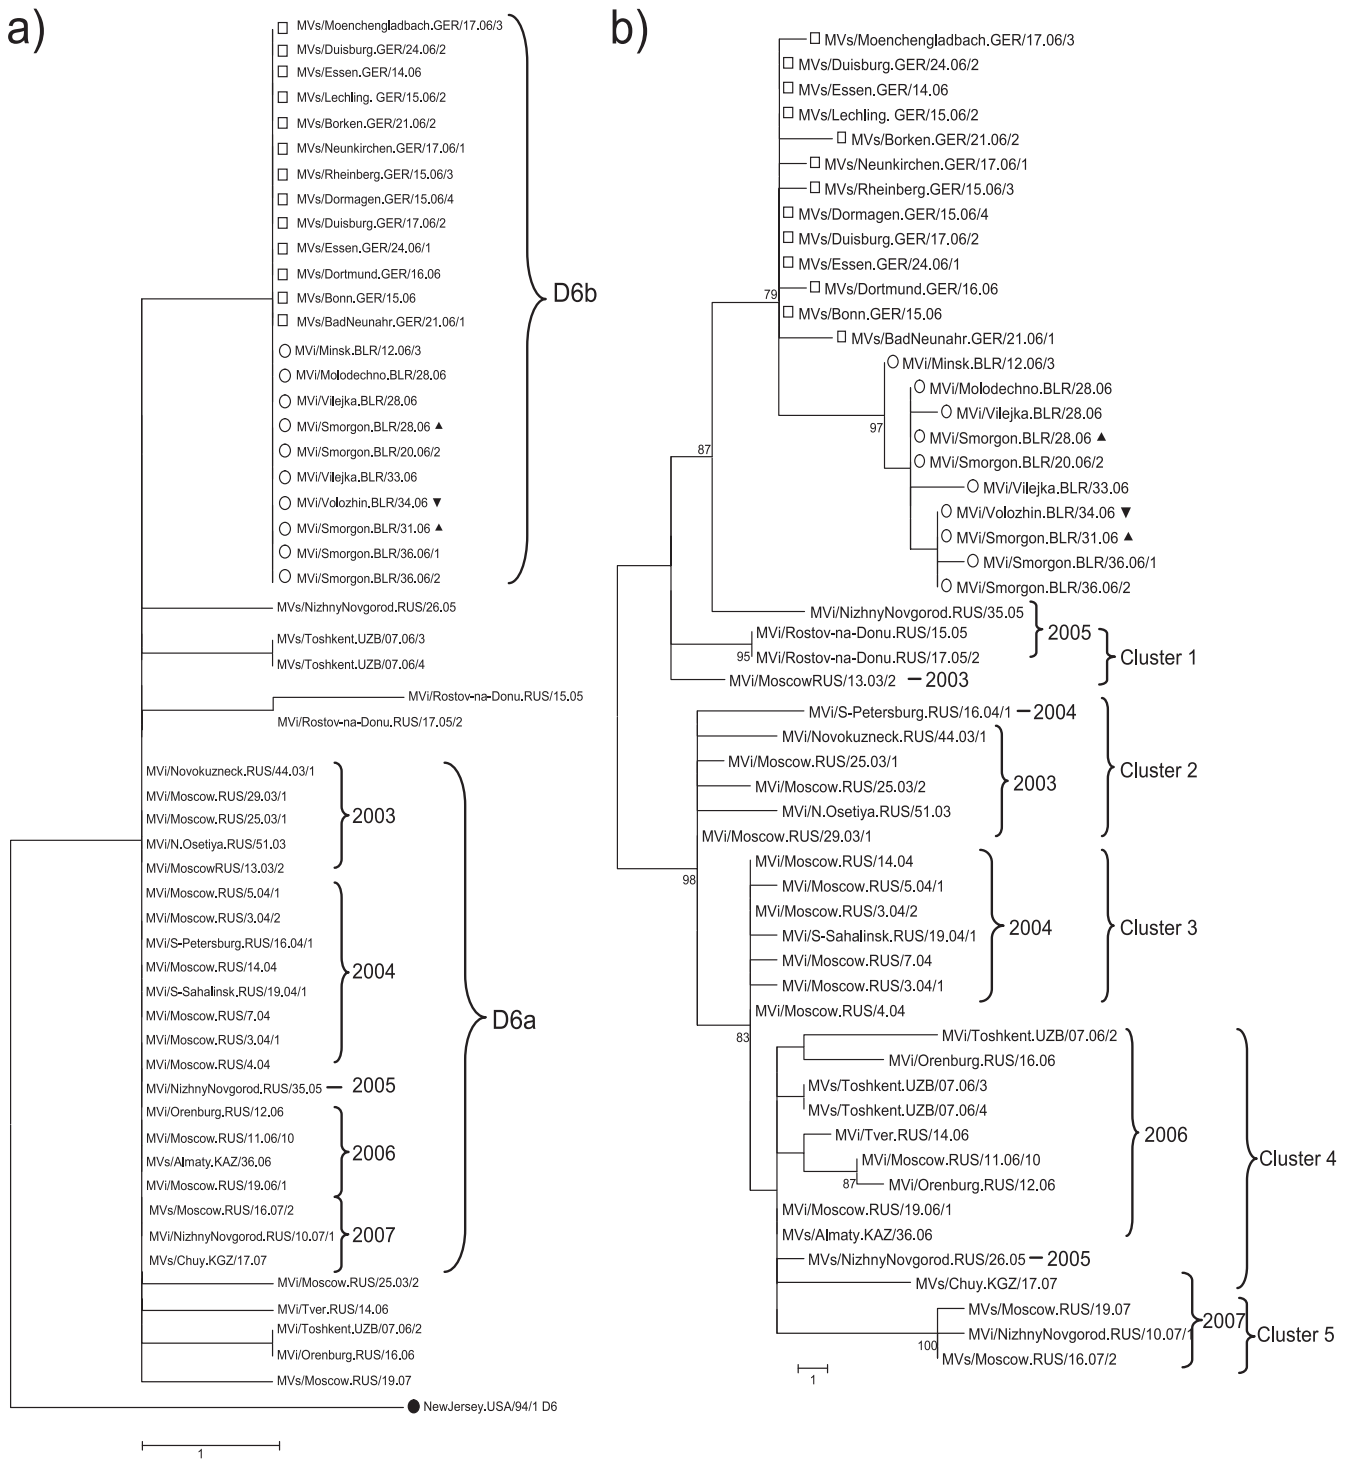 a)
MVs/Moenchengladbach.GER/17.06/3
MVs/Duisburg.GER/24.06/2
MVs/Essen.GER/14.06
MVs/Lechling. GER/15.06/2
MVs/Borken.GER/21.06/2
MVs/Neunkirchen.GER/17.06/1
MVs/Rheinberg.GER/15.06/3
MVs/Dormagen.GER/15.06/4
MVs/Duisburg.GER/17.06/2
MVs/Essen.GER/24.06/1
MVs/Dortmund.GER/16.06
MVs/Bonn.GER/15.06
MVs/BadNeunahr.GER/21.06/1
MVi/Minsk.BLR/12.06/3
MVi/Molodechno.BLR/28.06
MVi/Vilejka.BLR/28.06
MVi/Smorgon.BLR/28.06 ▲
MVi/Smorgon.BLR/20.06/2
MVi/Vilejka.BLR/33.06
MVi/Volozhin.BLR/34.06 ▼
MVi/Smorgon.BLR/31.06 ▲
MVi/Smorgon.BLR/36.06/1
MVi/Smorgon.BLR/36.06/2
D6b
MVs/NizhnyNovgorod.RUS/26.05
MVs/Toshkent.UZB/07.06/3
MVs/Toshkent.UZB/07.06/4
MVi/Rostov-na-Donu.RUS/15.05
MVi/Rostov-na-Donu.RUS/17.05/2
MVi/Novokuzneck.RUS/44.03/1
MVi/Moscow.RUS/29.03/1
MVi/Moscow.RUS/25.03/1
MVi/N.Osetiya.RUS/51.03
MVi/MoscowRUS/13.03/2
2003
MVi/Moscow.RUS/5.04/1
MVi/Moscow.RUS/3.04/2
MVi/S-Petersburg.RUS/16.04/1
MVi/Moscow.RUS/14.04
MVi/S-Sahalinsk.RUS/19.04/1
MVi/Moscow.RUS/7.04
MVi/Moscow.RUS/3.04/1
MVi/Moscow.RUS/4.04
2004
MVi/NizhnyNovgorod.RUS/35.05
2005
MVi/Orenburg.RUS/12.06
MVi/Moscow.RUS/11.06/10
MVs/Almaty.KAZ/36.06
MVi/Moscow.RUS/19.06/1
2006
MVs/Moscow.RUS/16.07/2
MVi/NizhnyNovgorod.RUS/10.07/1
MVs/Chuy.KGZ/17.07
2007
D6a
MVi/Moscow.RUS/25.03/2
MVi/Tver.RUS/14.06
MVi/Toshkent.UZB/07.06/2
MVi/Orenburg.RUS/16.06
MVs/Moscow.RUS/19.07
NewJersey.USA/94/1 D6
1
b)
MVs/Moenchengladbach.GER/17.06/3
MVs/Duisburg.GER/24.06/2
MVs/Essen.GER/14.06
MVs/Lechling. GER/15.06/2
MVs/Borken.GER/21.06/2
MVs/Neunkirchen.GER/17.06/1
MVs/Rheinberg.GER/15.06/3
MVs/Dormagen.GER/15.06/4
MVs/Duisburg.GER/17.06/2
MVs/Essen.GER/24.06/1
MVs/Dortmund.GER/16.06
79
MVs/Bonn.GER/15.06
MVs/BadNeunahr.GER/21.06/1
MVi/Minsk.BLR/12.06/3
MVi/Molodechno.BLR/28.06
MVi/Vilejka.BLR/28.06
97
MVi/Smorgon.BLR/28.06 ▲
87
MVi/Smorgon.BLR/20.06/2
MVi/Vilejka.BLR/33.06
MVi/Volozhin.BLR/34.06 ▼
MVi/Smorgon.BLR/31.06 ▲
MVi/Smorgon.BLR/36.06/1
MVi/Smorgon.BLR/36.06/2
MVi/NizhnyNovgorod.RUS/35.05
MVi/Rostov-na-Donu.RUS/15.05
2005
95
MVi/Rostov-na-Donu.RUS/17.05/2
Cluster 1
MVi/MoscowRUS/13.03/2
2003
MVi/S-Petersburg.RUS/16.04/1
2004
MVi/Novokuzneck.RUS/44.03/1
MVi/Moscow.RUS/25.03/1
MVi/Moscow.RUS/25.03/2
MVi/N.Osetiya.RUS/51.03
MVi/Moscow.RUS/29.03/1
2003
Cluster 2
98
MVi/Moscow.RUS/14.04
MVi/Moscow.RUS/5.04/1
MVi/Moscow.RUS/3.04/2
MVi/S-Sahalinsk.RUS/19.04/1
MVi/Moscow.RUS/7.04
MVi/Moscow.RUS/3.04/1
2004
Cluster 3
MVi/Moscow.RUS/4.04
83
MVi/Toshkent.UZB/07.06/2
MVi/Orenburg.RUS/16.06
MVs/Toshkent.UZB/07.06/3
MVs/Toshkent.UZB/07.06/4
MVi/Tver.RUS/14.06
MVi/Moscow.RUS/11.06/10
87
MVi/Orenburg.RUS/12.06
MVi/Moscow.RUS/19.06/1
MVs/Almaty.KAZ/36.06
2006
MVs/NizhnyNovgorod.RUS/26.05
2005
MVs/Chuy.KGZ/17.07
Cluster 4
MVs/Moscow.RUS/19.07
MVi/NizhnyNovgorod.RUS/10.07/1
100
MVs/Moscow.RUS/16.07/2
2007
Cluster 5
1